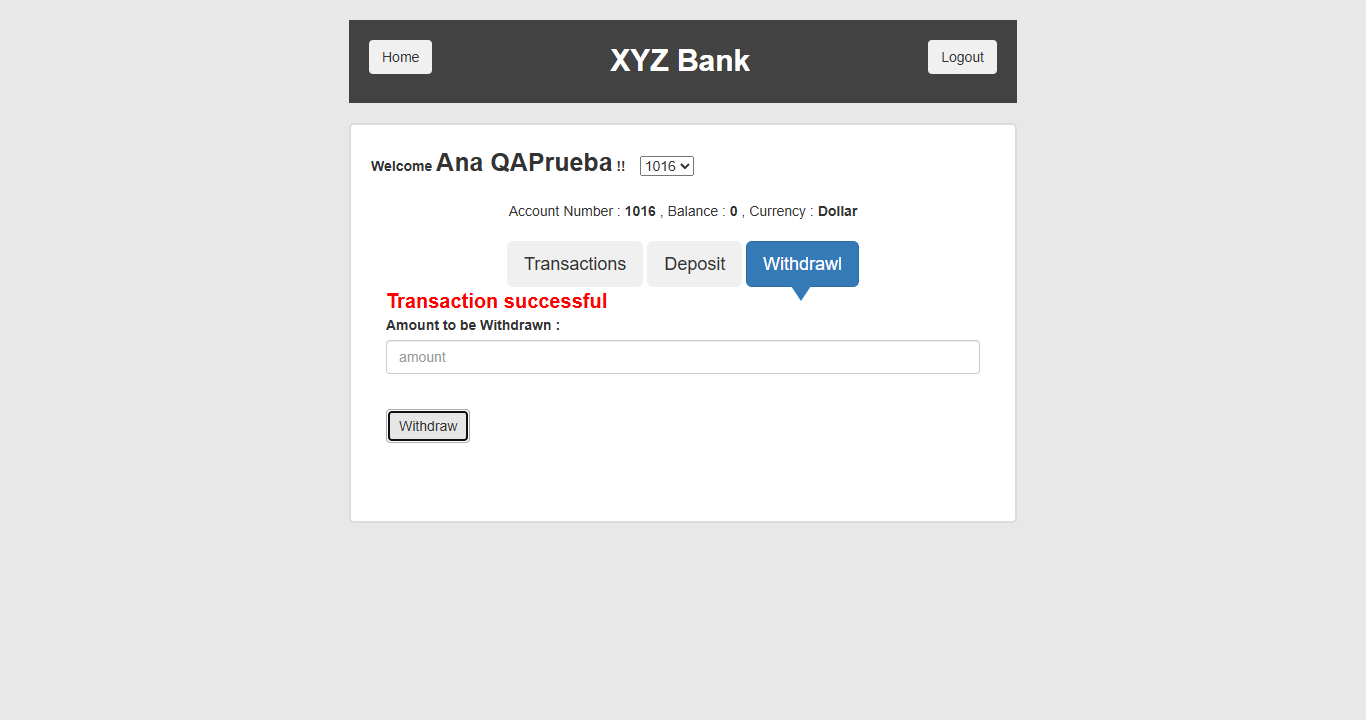 Home XYZ Bank Logout
Welcome Ana QAPrueba !! 1016
Account Number : 1016 , Balance : 0 , Currency : Dollar
Transactions Deposit Withdrawl
Transaction successful
Amount to be Withdrawn :
amount
Withdraw